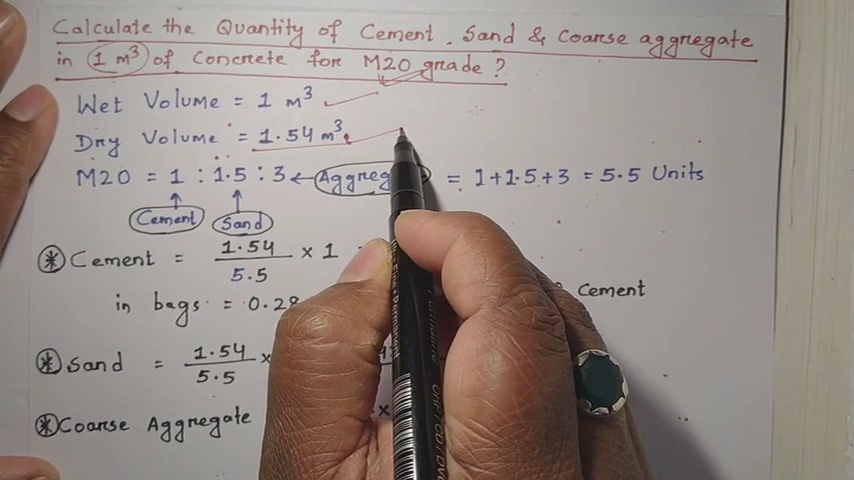 Calculate the Quantity of Cement, Sand & Coarse aggregate
in 1 m³ of Concrete for M20 grade?
Wet Volume = 1 m³
Dry Volume = 1.54 m³
M20 = 1 : 1.5 : 3 ← = 1+1.5+3 = 5.5 Units
Cement Sand
* Cement = 1.54/5.5 × 1
in bags = 0.28 Cement
* Sand = 1.54/5.5 ×
* Coarse Aggregate ×